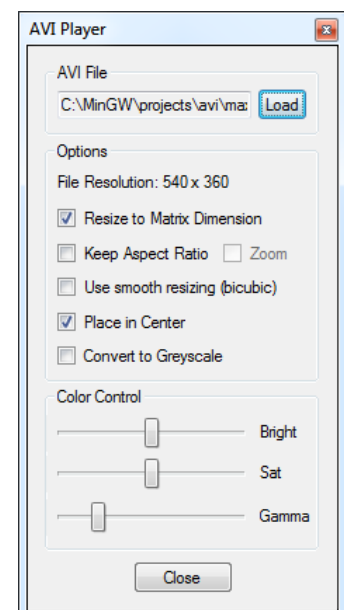 AVI Player
AVI File
C:\MinGW\projects\avi\ma Load
Options
File Resolution: 540 x 360
Resize to Matrix Dimension
Keep Aspect Ratio Zoom
Use smooth resizing (bicubic)
Place in Center
Convert to Greyscale
Color Control
Bright
Sat
Gamma
Close